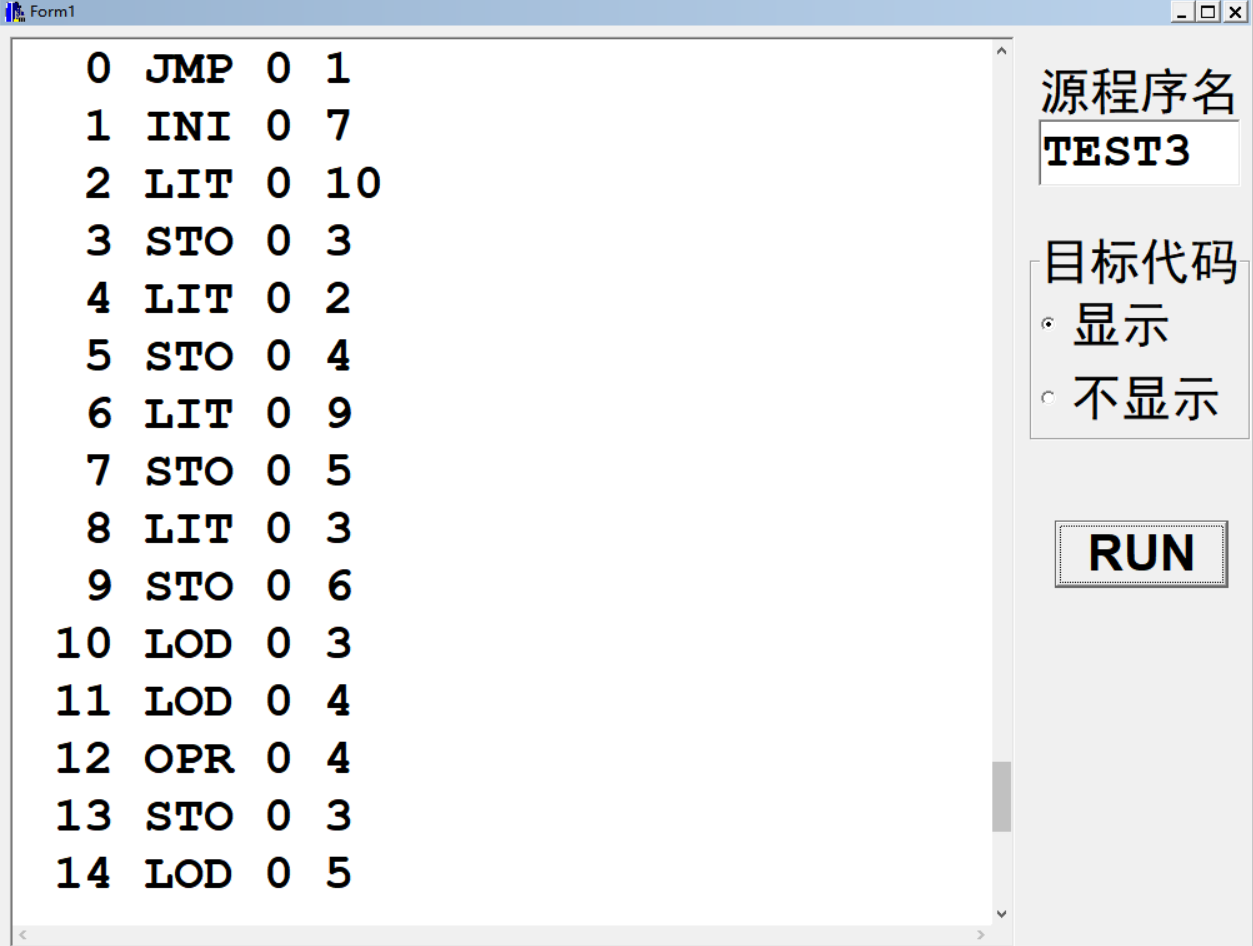 Form1
0 JMP 0 1
1 INI 0 7
2 LIT 0 10
3 STO 0 3
4 LIT 0 2
5 STO 0 4
6 LIT 0 9
7 STO 0 5
8 LIT 0 3
9 STO 0 6
10 LOD 0 3
11 LOD 0 4
12 OPR 0 4
13 STO 0 3
14 LOD 0 5
源程序名
TEST3
目标代码
显示
不显示
RUN